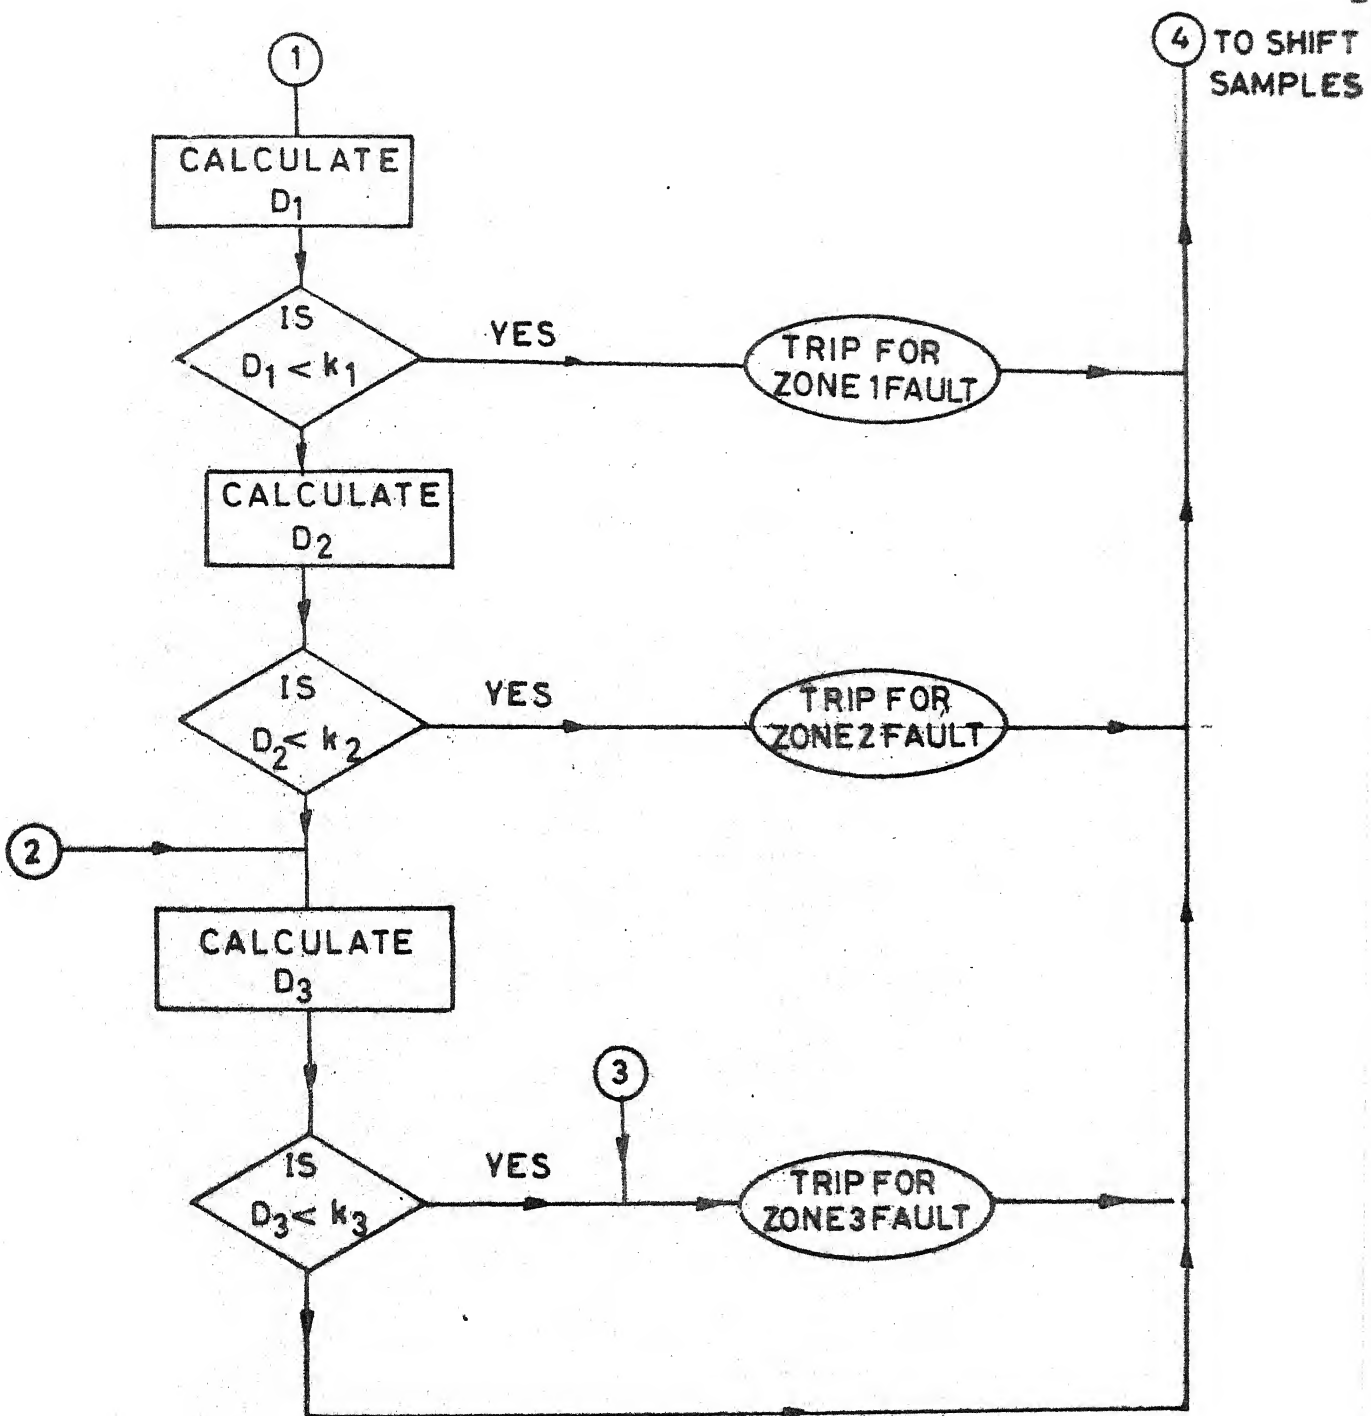 1
4 TO SHIFT
SAMPLES
CALCULATE
D₁
IS
D₁ < k₁
YES
TRIP FOR
ZONE 1 FAULT
CALCULATE
D₂
IS
D₂ < k₂
YES
TRIP FOR
ZONE 2 FAULT
2
CALCULATE
D₃
3
IS
D₃ < k₃
YES
TRIP FOR
ZONE 3 FAULT